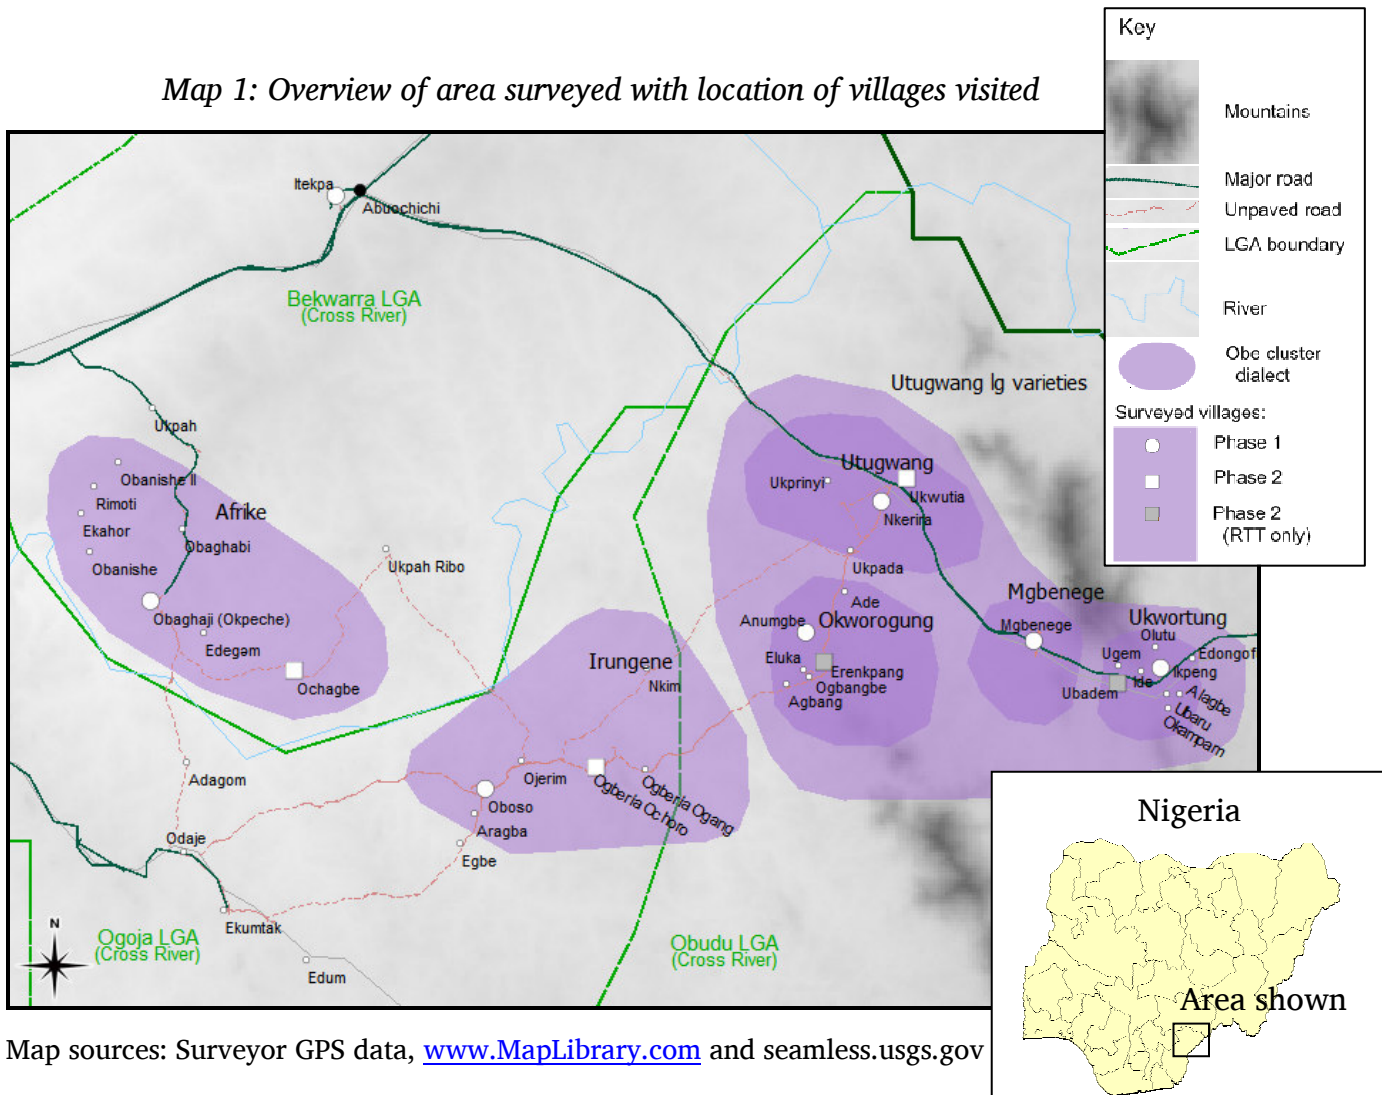 Map 1: Overview of area surveyed with location of villages visited
Key
Mountains
Major road
Unpaved road
LGA boundary
River
Obe cluster
dialect
Surveyed villages:
Phase 1
Phase 2
Phase 2
(RTT only)
Itekpa
Abuochichi
Bekwarra LGA
(Cross River)
Utugwang lg varieties
Ukpah
Obanishe II
Rimoti
Ekahor
Afrike
Obaghabi
Obanishe
Ukpah Ribo
Obaghaji (Okpeche)
Edegam
Ochagbe
Utugwang
Ukprinyi
Ukwutia
Nkerira
Ukpada
Ade
Anumgbe
Okworogung
Eluka
Erenkpang
Ogbangbe
Agbang
Mgbenege
Mgbenege
Ukwortung
Olutu
Ugem
Edongof
Ide
Ikpeng
Ubadem
Alagbe
Ubaru
Okampam
Irungene
Nkim
Ojerim
Ogberia Ochoro
Ogberia Ogang
Oboso
Aragba
Egbe
Adagom
Odaje
Ekumtak
Edum
N
Ogoja LGA
(Cross River)
Obudu LGA
(Cross River)
Nigeria
Area shown
Map sources: Surveyor GPS data, www.MapLibrary.com and seamless.usgs.gov